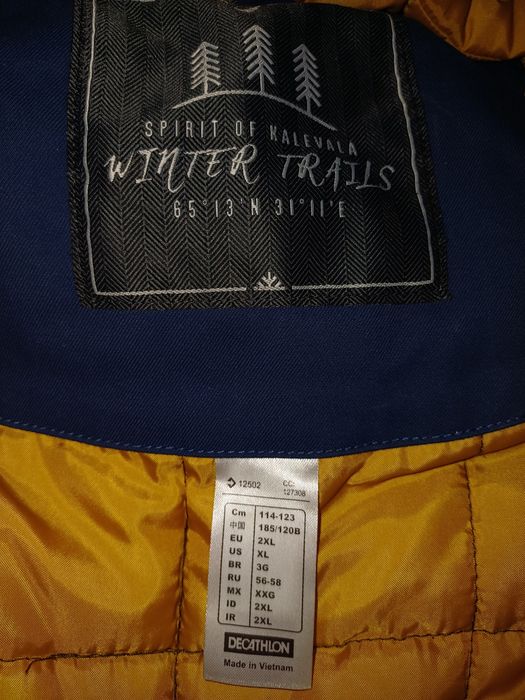 SPIRIT OF KALEVALA
WINTER TRAILS
65°13'N 31°11'E
12502 CC:
127308
Cm 114-123
中国 185/120B
EU 2XL
US XL
BR 3G
RU 56-58
MX XXG
ID 2XL
IR 2XL
DECATHLON
Made in Vietnam